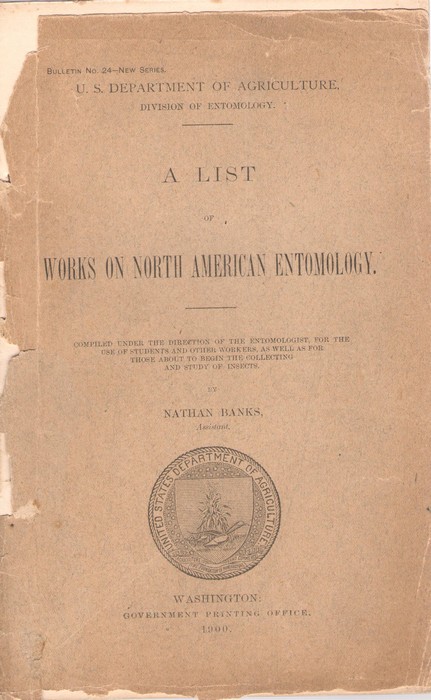 BULLETIN NO. 24—NEW SERIES.
U. S. DEPARTMENT OF AGRICULTURE,
DIVISION OF ENTOMOLOGY.
A LIST
OF
WORKS ON NORTH AMERICAN ENTOMOLOGY.
COMPILED UNDER THE DIRECTION OF THE ENTOMOLOGIST, FOR THE
USE OF STUDENTS AND OTHER WORKERS, AS WELL AS FOR
THOSE ABOUT TO BEGIN THE COLLECTING
AND STUDY OF INSECTS.
BY
NATHAN BANKS,
Assistant.
UNITED STATES DEPARTMENT OF AGRICULTURE
WASHINGTON:
GOVERNMENT PRINTING OFFICE.
1900.